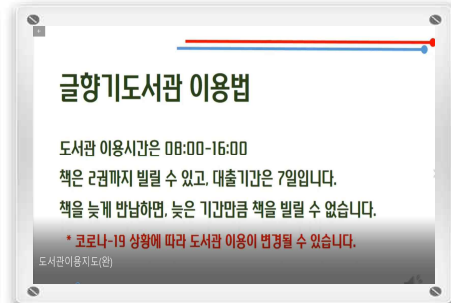 글향기도서관 이용법
도서관 이용시간은 08:00-16:00
책은 2권까지 빌릴 수 있고, 대출기간은 7일입니다.
책을 늦게 반납하면, 늦은 기간만큼 책을 빌릴 수 없습니다.
* 코로나-19 상황에 따라 도서관 이용이 변경될 수 있습니다.
도서관이용지도(완)